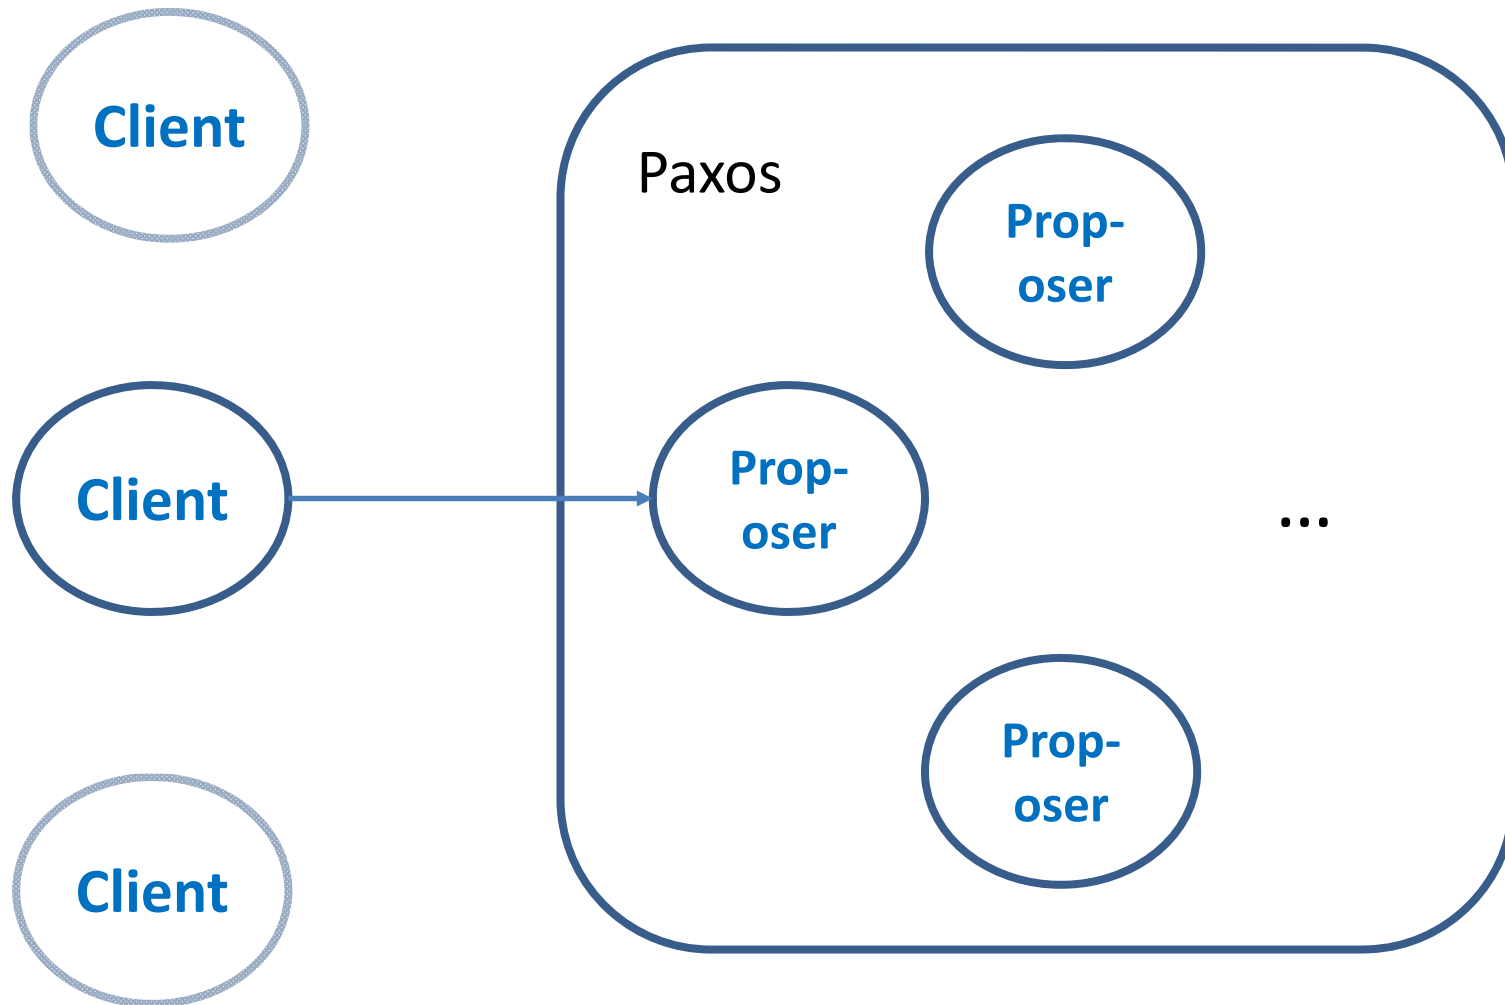 Client
Paxos
Prop-
oser
Client
Prop-
oser
...
Prop-
oser
Client